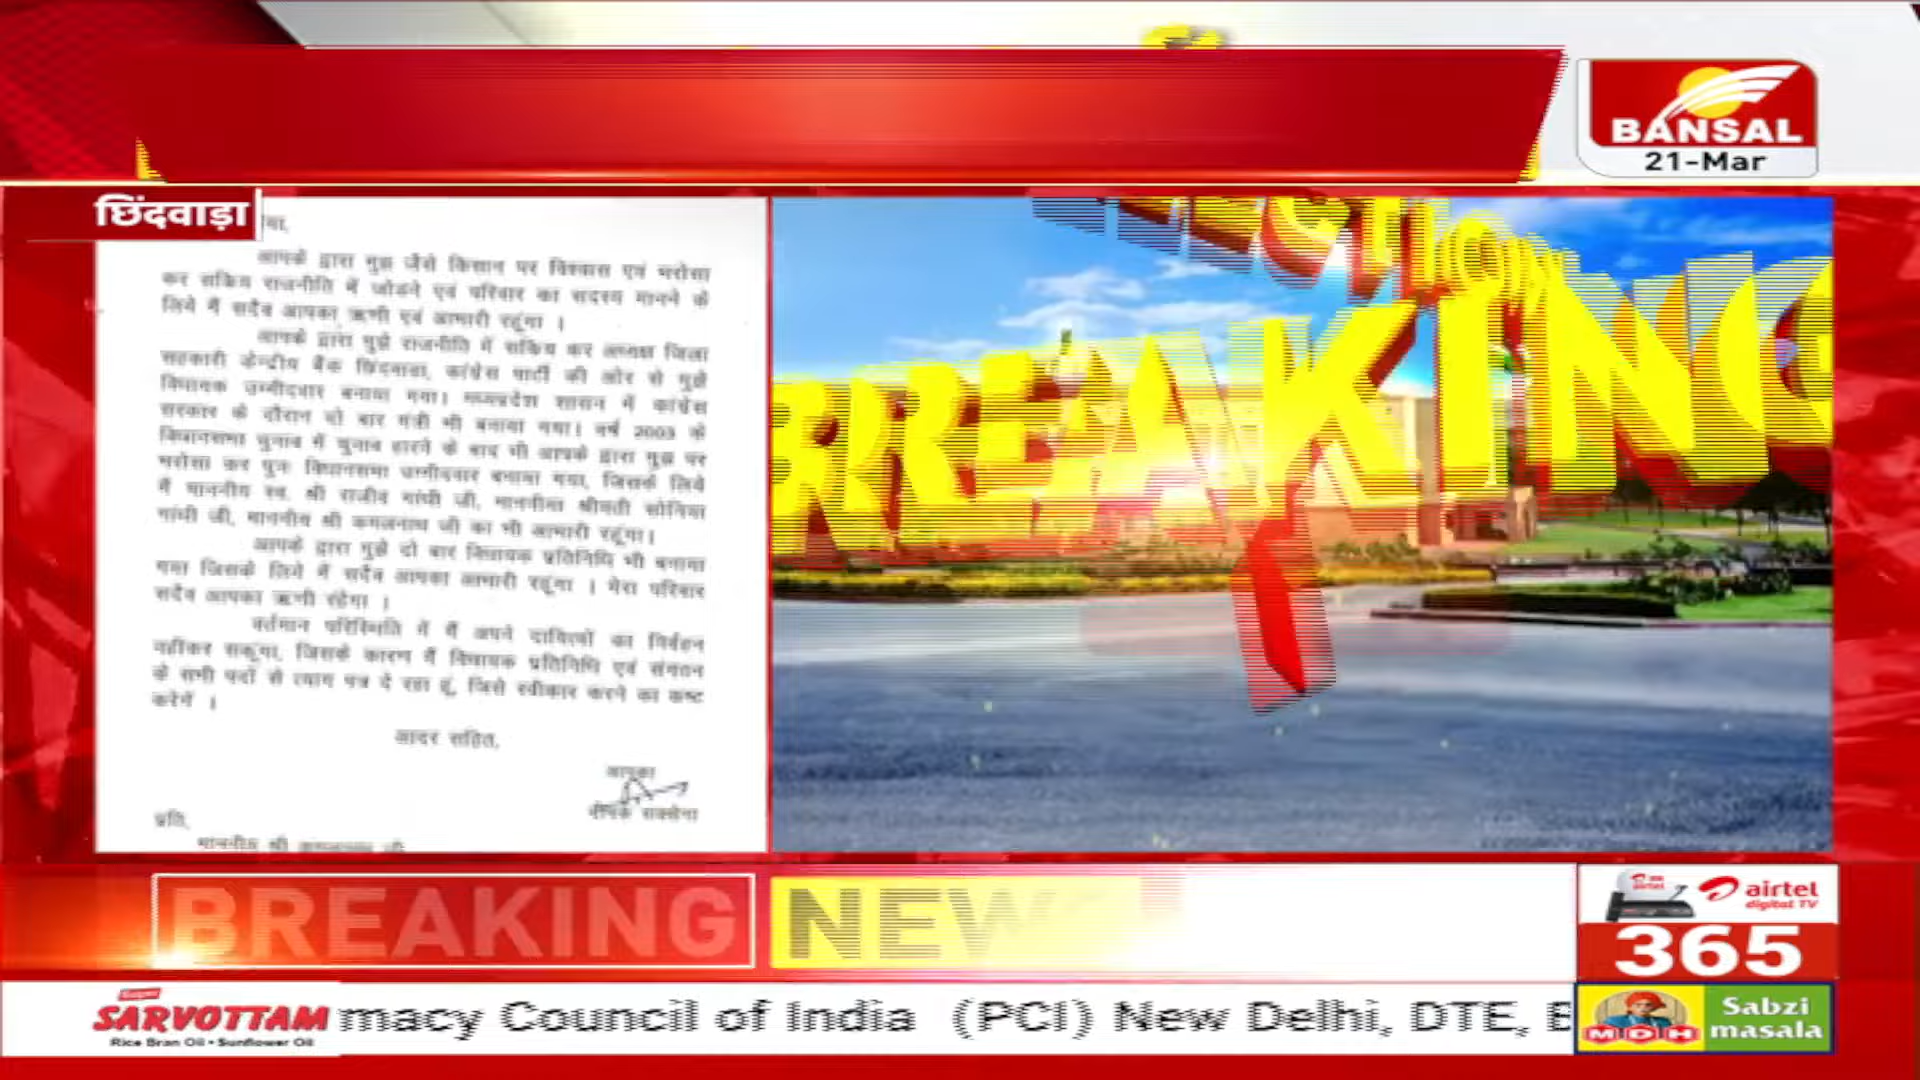 BANSAL
21-Mar
छिंदवाड़ा
आपके द्वारा मुझ जैसे किसान पर विश्वास एवं भरोसा
कर सक्रिय राजनीति में जोडने एवं परिवार का सदस्य मानने के
लिये मैं सदैव आपका ऋणी एवं आभारी रहूंगा ।
आपके द्वारा मुझे राजनीति में सक्रिय कर अध्यक्ष जिला
सहकारी केन्द्रीय बैंक छिंदवाडा, कांग्रेस पार्टी की ओर से मुझे
विधायक उम्मीदवार बनाया गया। मध्यप्रदेश शासन में कांग्रेस
सरकार के दौरान दो बार मंत्री भी बनाया गया। वर्ष 2003 के
विधानसभा चुनाव में चुनाव हारने के बाद भी आपके द्वारा मुझ पर
भरोसा कर पुनः विधानसभा उम्मीदवार बनाया गया, जिसके लिये
मैं माननीय स्व. श्री राजीव गांधी जी, माननीया श्रीमती सोनिया
गांधी जी, माननीय श्री कमलनाथ जी का भी आभारी रहूंगा।
आपके द्वारा मुझे दो बार विधायक प्रतिनिधि भी बनाया
गया जिसके लिये मैं सदैव आपका आभारी रहूंगा । मेरा परिवार
सदैव आपका ऋणी रहेगा ।
वर्तमान परिस्थिति में मैं अपने दायित्वों का निर्वहन
नहींकर सकूंगा, जिसके कारण मैं विधायक प्रतिनिधि एवं संगठन
के सभी पदों से त्याग पत्र दे रहा हूं, जिसे स्वीकार करने का कष्ट
करेगें ।
आदर सहित,
आपका
दीपक सक्सेना
प्रति,
माननीय श्री कमलनाथ जी
BREAKING
BREAKING NEW
airtel
digital TV
365
Super
SARVOTTAM
Rice Bran Oil • Sunflower Oil
macy Council of India (PCI) New Delhi, DTE,
MDH
Sabzi
masala